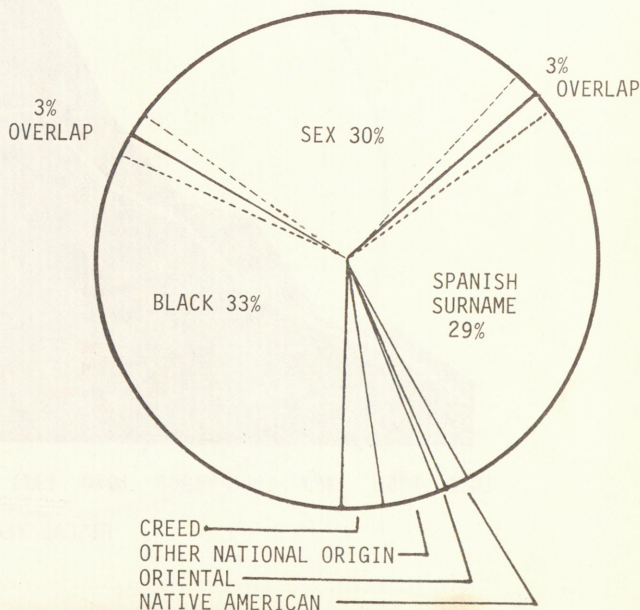 3%
OVERLAP
3%
OVERLAP
SEX 30%
BLACK 33%
SPANISH
SURNAME
29%
CREED
OTHER NATIONAL ORIGIN
ORIENTAL
NATIVE AMERICAN